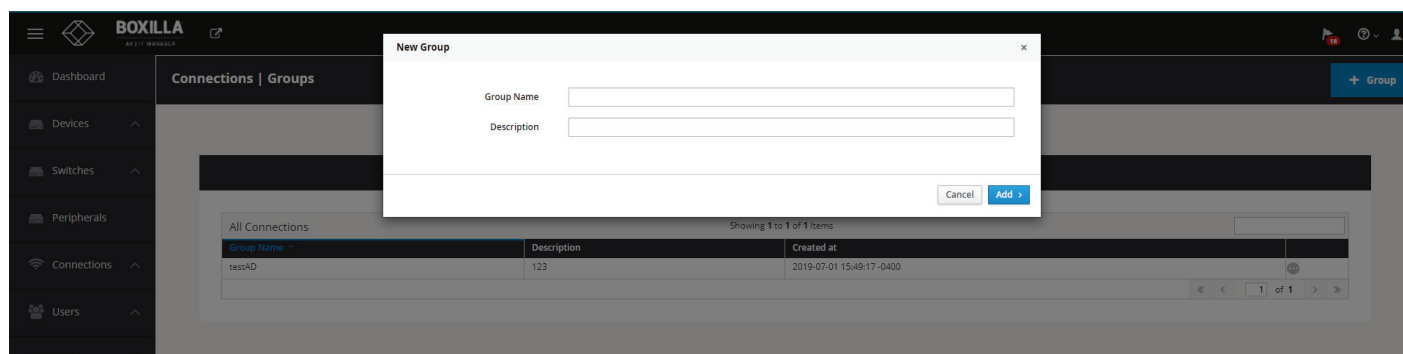 BOXILLA
AV | IT MANAGER
18
New Group
×
Dashboard
Connections | Groups
+ Group
Group Name
Devices
Description
Switches
Cancel
Add >
Peripherals
All Connections
Showing 1 to 1 of 1 items
Group Name
Description
Created at
Connections
testAD
123
2019-07-01 15:49:17 -0400
« < 1 of 1 > »
Users